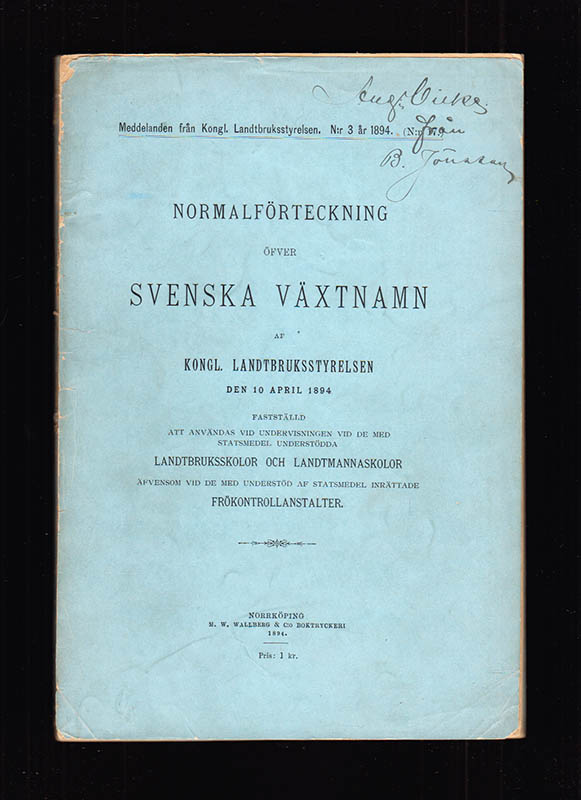 Meddelanden från Kongl. Landtbruksstyrelsen. N:r 3 år 1894.
från
B. Jönsson
NORMALFÖRTECKNING
ÖFVER
SVENSKA VÄXTNAMN
AF
KONGL. LANDTBRUKSSTYRELSEN
DEN 10 APRIL 1894
FASTSTÄLLD
ATT ANVÄNDAS VID UNDERVISNINGEN VID DE MED
STATSMEDEL UNDERSTÖDDA
LANDTBRUKSSKOLOR OCH LANDTMANNASKOLOR
ÄFVENSOM VID DE MED UNDERSTÖD AF STATSMEDEL INRÄTTADE
FRÖKONTROLLANSTALTER.
NORRKÖPING
M. W. WALLBERG & C:O BOKTRYCKERI
1894.
Pris: 1 kr.